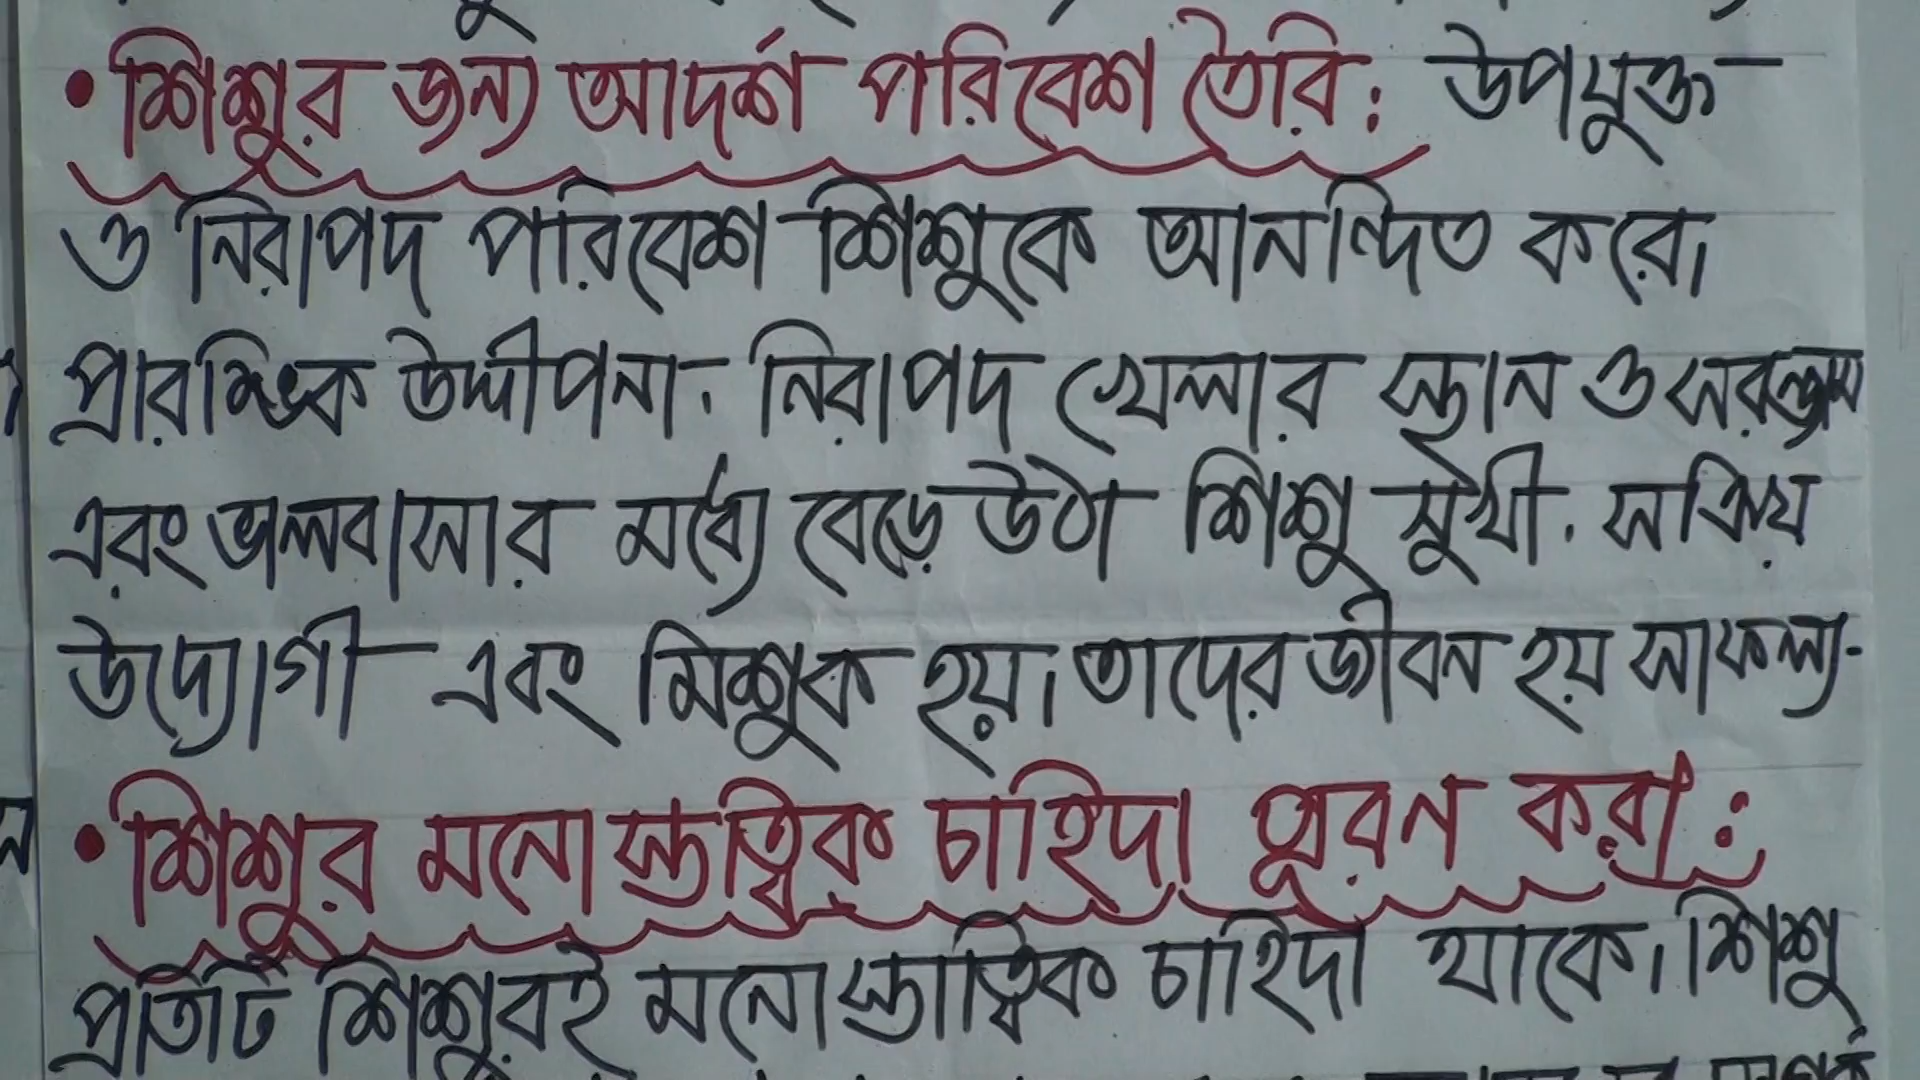 • শিশুর জন্য আদর্শ পরিবেশ তৈরি: উপযুক্ত
ও নিরাপদ পরিবেশ শিশুকে আনন্দিত করে।
প্রারম্ভিক উদ্দীপনা, নিরাপদ খেলার স্থান ও সরঞ্জাম
এবং ভালবাসার মধ্যে বেড়ে উঠা শিশু সুখী, সক্রিয়
উদ্যোগী এবং মিশুক হয়। তাদের জীবন হয় সাফল্য-
• শিশুর মনোস্তাত্ত্বিক চাহিদা পূরণ করা:
প্রতিটি শিশুরই মনোস্তাত্ত্বিক চাহিদা থাকে। শিশু